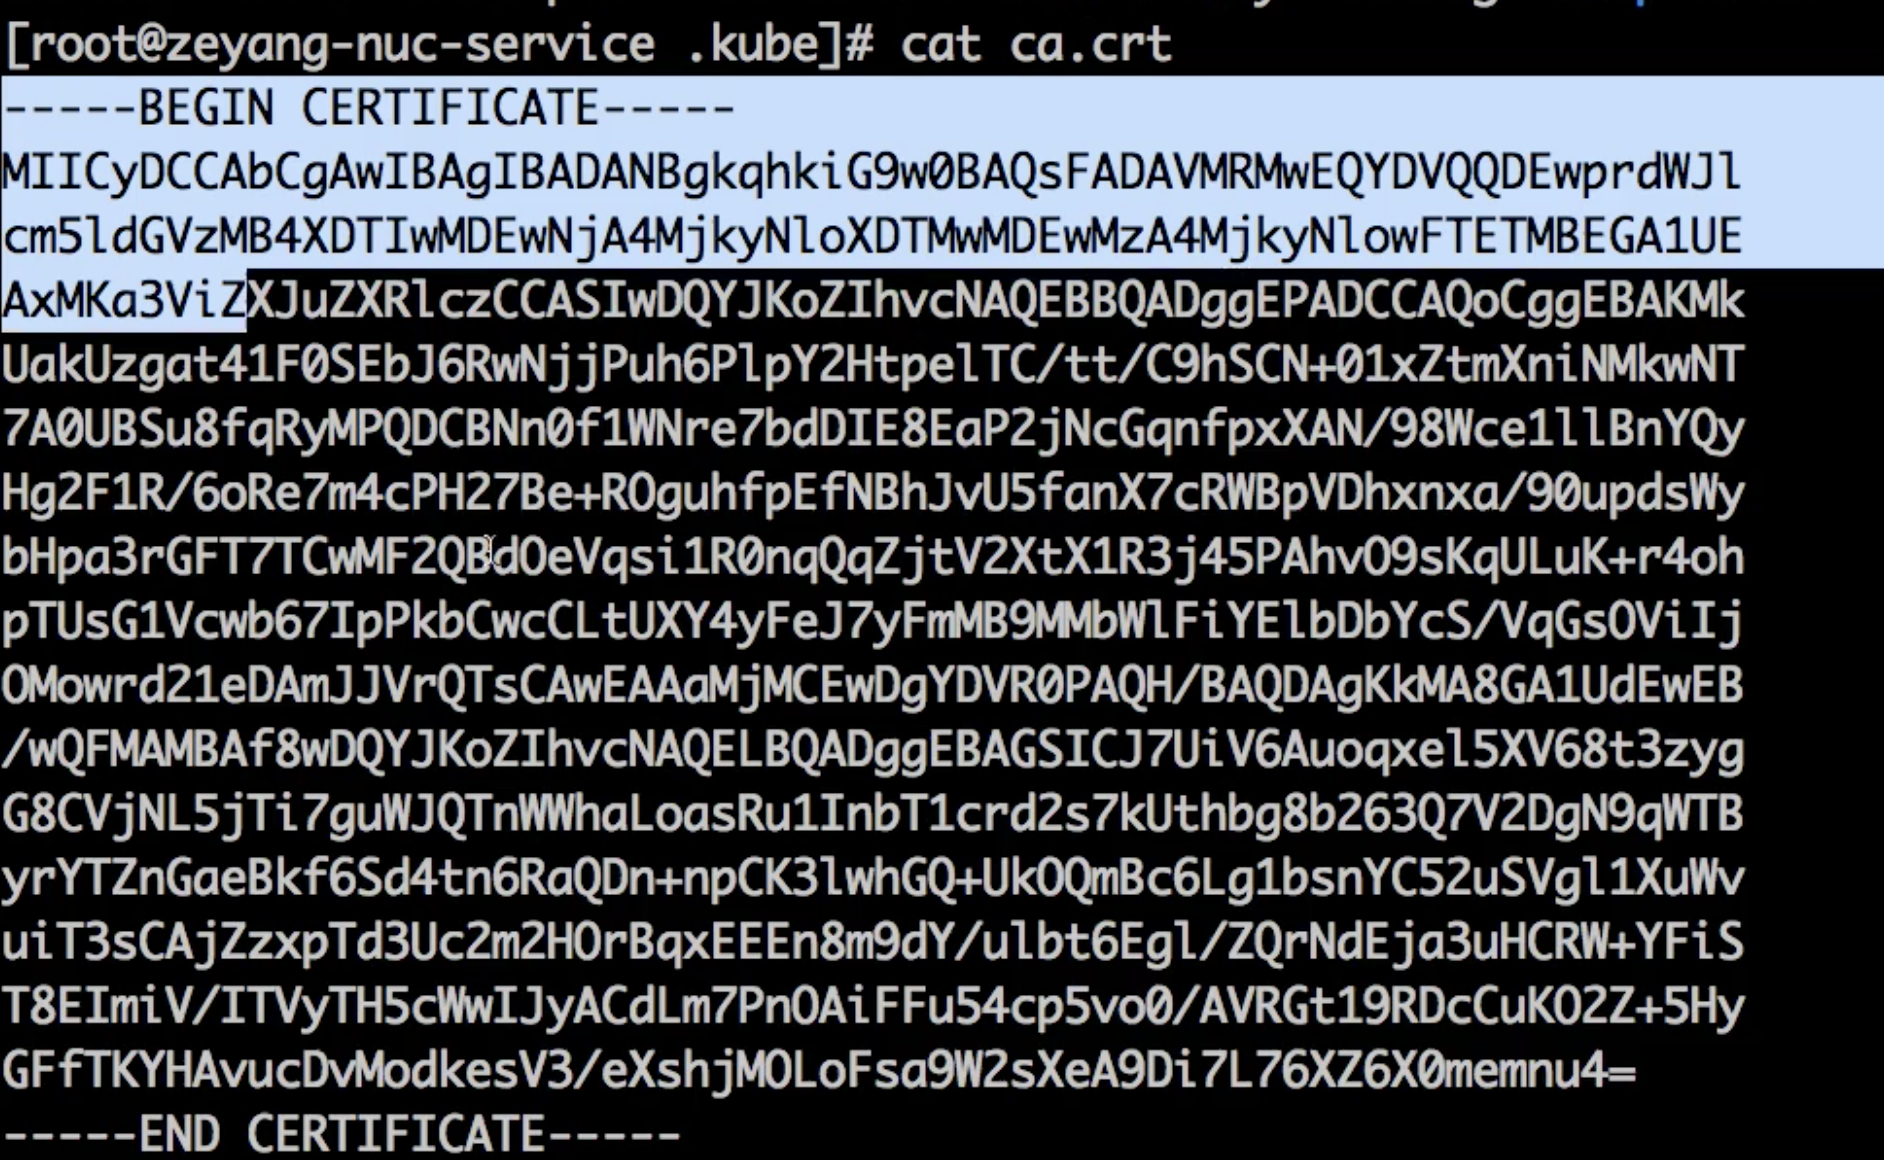 [root@zeyang-nuc-service .kube]# cat ca.crt
-----BEGIN CERTIFICATE-----
MIICyDCCAbCgAwIBAgIBADANBgkqhkiG9w0BAQsFADAVMRMwEQYDVQQDEwprdWJl
cm5ldGVzMB4XDTIwMDEwNjA4MjkyNloXDTMwMDEwMzA4MjkyNlowFTETMBEGA1UE
AxMKa3ViZXJuZXRlczCCASIwDQYJKoZIhvcNAQEBBQADggEPADCCAQoCggEBAKMk
UakUzgat41F0SEbJ6RwNjjPuh6PlpY2HtpelTC/tt/C9hSCN+01xZtmXniNMkwNT
7A0UBSu8fqRyMPQDCBNn0f1WNre7bdDIE8EaP2jNcGqnfpxXAN/98Wce1llBnYQy
Hg2F1R/6oRe7m4cPH27Be+ROguhfpEfNBhJvU5fanX7cRWBpVDhxnxa/90updsWy
bHpa3rGFT7TCwMF2QBdOeVqsi1R0nqQqZjtV2XtX1R3j45PAhvO9sKqULuK+r4oh
pTUsG1Vcwb67IpPkbCwcCLtUXY4yFeJ7yFmMB9MMbWlFiYElbDbYcS/VqGsOViIj
OMowrd21eDAmJJVrQTsCAwEAAaMjMCEwDgYDVR0PAQH/BAQDAgKkMA8GA1UdEwEB
/wQFMAMBAf8wDQYJKoZIhvcNAQELBQADggEBAGSICJ7UiV6Auoqxel5XV68t3zyg
G8CVjNL5jTi7guWJQTnWWhaLoasRu1InbT1crd2s7kUthbg8b263Q7V2DgN9qWTB
yrYTZnGaeBkf6Sd4tn6RaQDn+npCK3lwhGQ+UkOQmBc6Lg1bsnYC52uSVgl1XuWv
uiT3sCAjZzxpTd3Uc2m2HOrBqxEEEn8m9dY/ulbt6Egl/ZQrNdEja3uHCRW+YFiS
T8EImiV/ITVyTH5cWwIJyACdLm7PnOAiFFu54cp5vo0/AVRGt19RDcCuKO2Z+5Hy
GFfTKYHAvucDvModkesV3/eXshjMOLoFsa9W2sXeA9Di7L76XZ6X0memnu4=
-----END CERTIFICATE-----